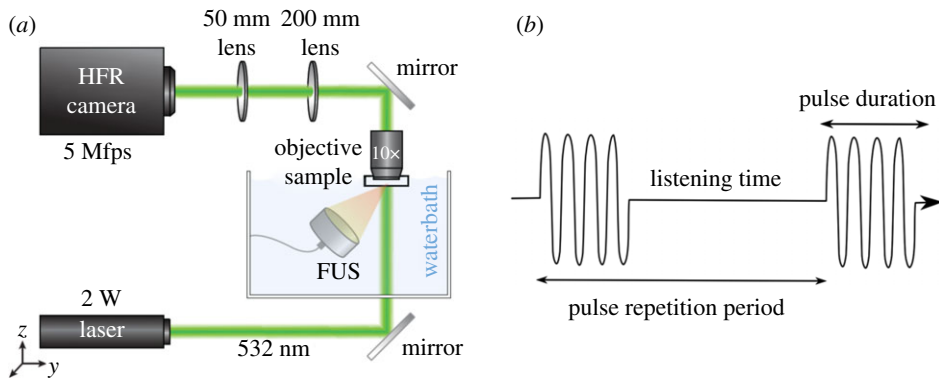 (a)
50 mm
lens
200 mm
lens
mirror
HFR
camera
5 Mfps
objective
10×
sample
FUS
waterbath
2 W
laser
532 nm
mirror
z
y
(b)
pulse duration
listening time
pulse repetition period